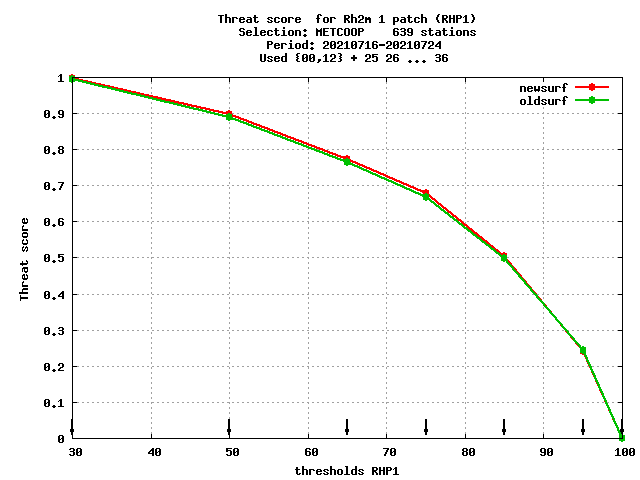 Threat score  for Rh2m 1 patch (RHP1)
Selection: METCOOP    639 stations
Period: 20210716-20210724
Used {00,12} + 25 26 ... 36
newsurf
oldsurf
1
0.9
0.8
0.7
0.6
0.5
0.4
0.3
0.2
0.1
0
Threat score
30 40 50 60 70 80 90 100
thresholds RHP1